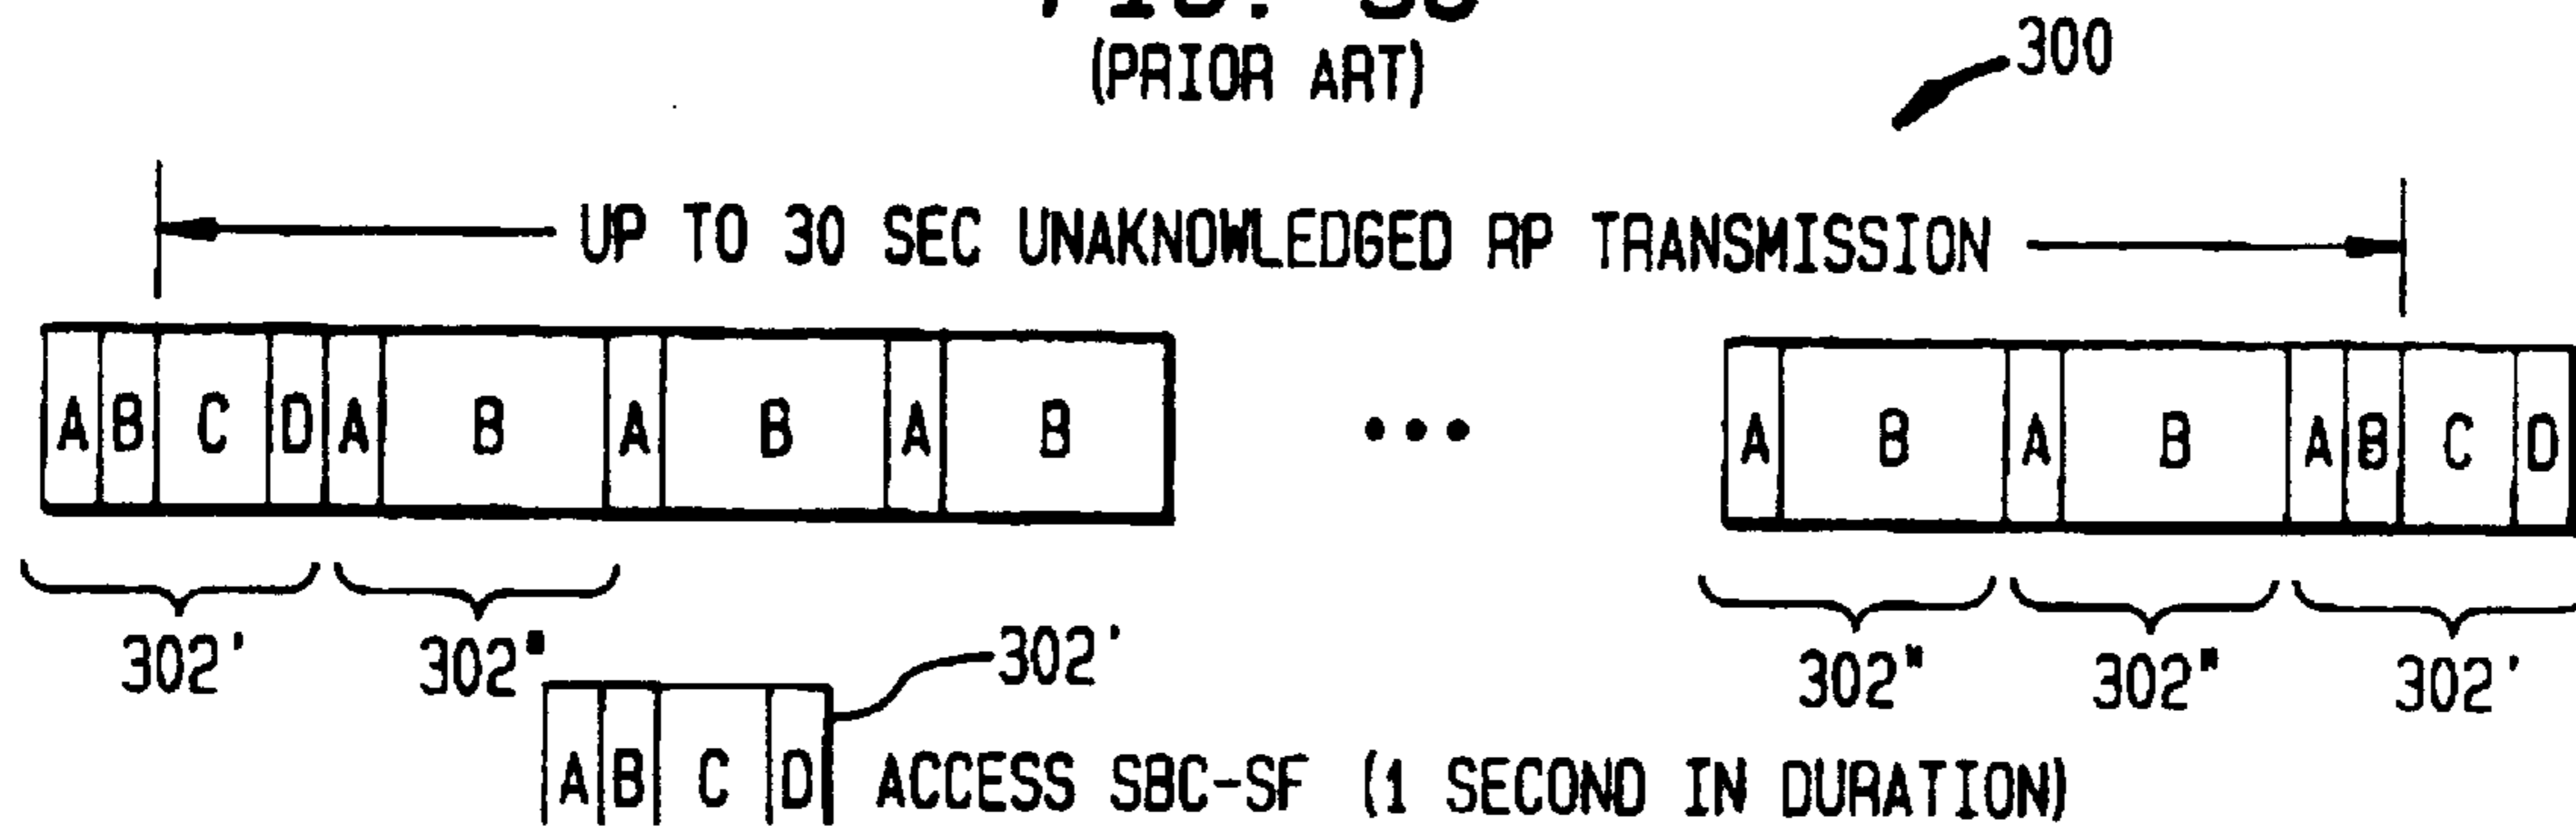 (PRIOR ART)
300
UP TO 30 SEC UNAKNOWLEDGED RP TRANSMISSION
A B C D A B A B A B ••• A B A B A B C D
302' 302" 302" 302" 302'
302'
A B C D ACCESS SBC-SF (1 SECOND IN DURATION)